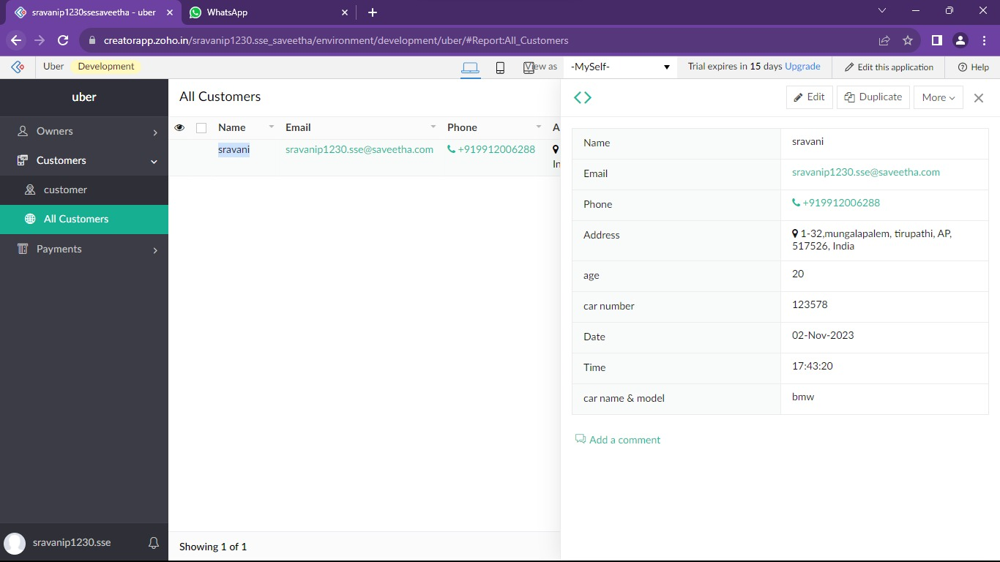 sravanip1230ssesaveetha - uber
WhatsApp
creatorapp.zoho.in/sravanip1230.sse_saveetha/environment/development/uber/#Report:All_Customers
Uber Development View as -MySelf- Trial expires in 15 days Upgrade Edit this application Help
uber
Owners
Customers
customer
All Customers
Payments
sravanip1230.sse
All Customers
Name Email Phone A
sravani sravanip1230.sse@saveetha.com +919912006288
In
Showing 1 of 1
Edit Duplicate More
Name sravani
Email sravanip1230.sse@saveetha.com
Phone +919912006288
Address 1-32,mungalapalem, tirupathi, AP,
517526, India
age 20
car number 123578
Date 02-Nov-2023
Time 17:43:20
car name & model bmw
Add a comment